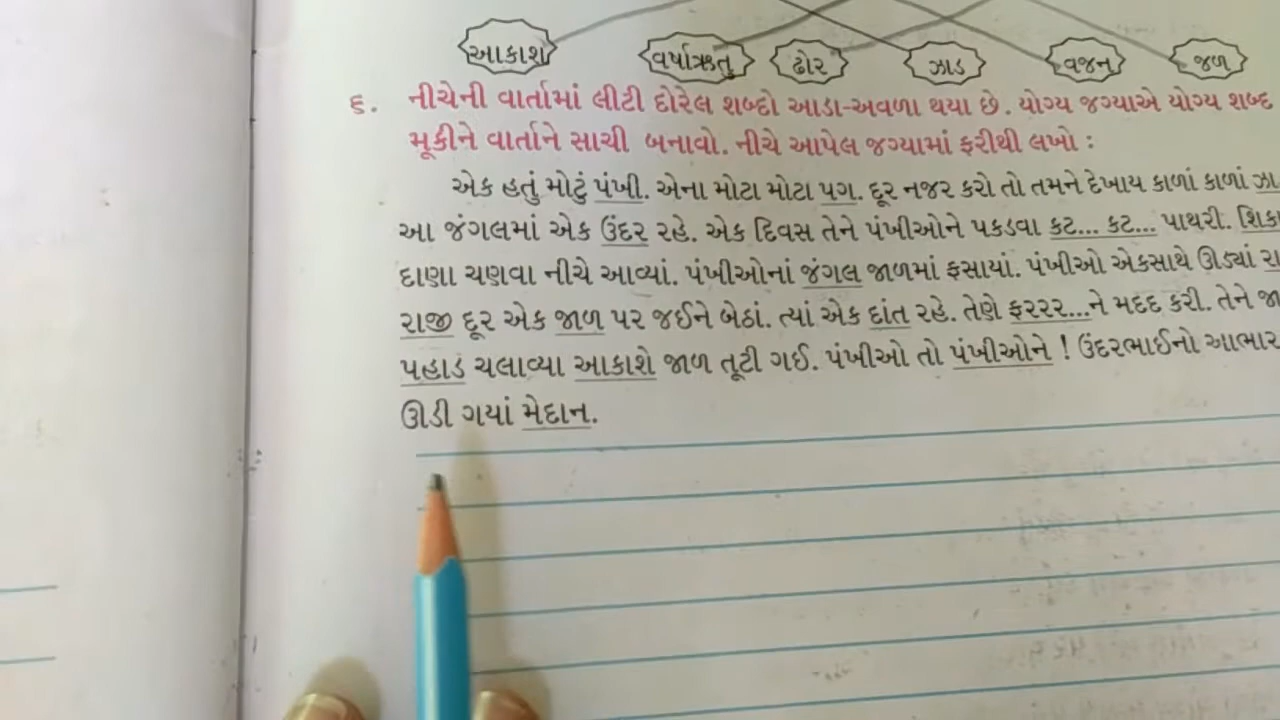 આકાશ વર્ષાઋતુ ઢોર ઝાડ વજન જળ
૬. નીચેની વાર્તામાં લીટી દોરેલ શબ્દો આડા-અવળા થયા છે. યોગ્ય જગ્યાએ યોગ્ય શબ્દ
મૂકીને વાર્તાને સાચી બનાવો. નીચે આપેલ જગ્યામાં ફરીથી લખો :
એક હતું મોટું પંખી. એના મોટા મોટા પગ. દૂર નજર કરો તો તમને દેખાય કાળાં કાળાં
આ જંગલમાં એક ઉંદર રહે. એક દિવસ તેને પંખીઓને પકડવા કટ... કટ... પાથરી.
દાણા ચણવા નીચે આવ્યાં. પંખીઓનાં જંગલ જાળમાં ફસાયાં. પંખીઓ એકસાથે ઊડ્યાં
રાજી દૂર એક જાળ પર જઈને બેઠાં. ત્યાં એક દાંત રહે. તેણે ફરરર...ને મદદ કરી. તેને
પહાડ ચલાવ્યા આકાશે જાળ તૂટી ગઈ. પંખીઓ તો પંખીઓને ! ઉંદરભાઈનો આભાર
ઊડી ગયાં મેદાન.